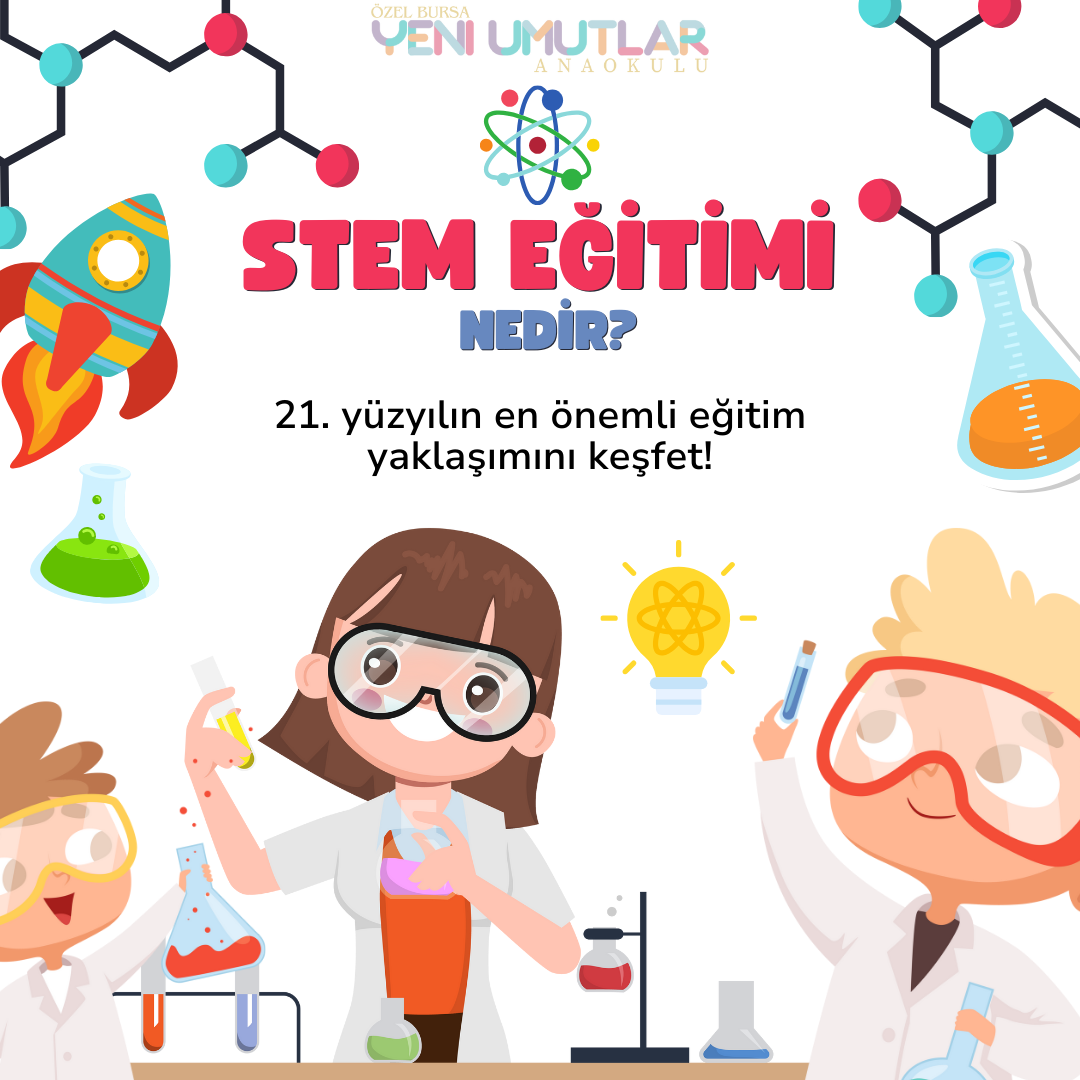 ÖZEL BURSA
YENI UMUTLAR
ANAOKULU
STEM EĞİTİMİ
NEDİR?
21. yüzyılın en önemli eğitim
yaklaşımını keşfet!